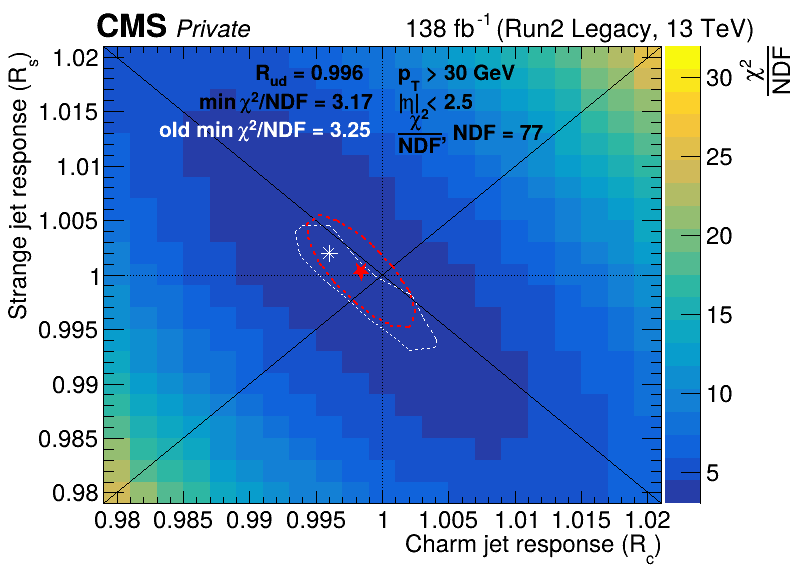 CMS Private 138 fb⁻¹ (Run2 Legacy, 13 TeV)
R_ud = 0.996
p_T > 30 GeV
min χ²/NDF = 3.17
|η| < 2.5
old min χ²/NDF = 3.25
χ²/NDF, NDF = 77
Strange jet response (R_s)
1.02
1.015
1.01
1.005
1
0.995
0.99
0.985
0.98
0.98 0.985 0.99 0.995 1 1.005 1.01 1.015 1.02
Charm jet response (R_c)
χ²/NDF
30
25
20
15
10
5